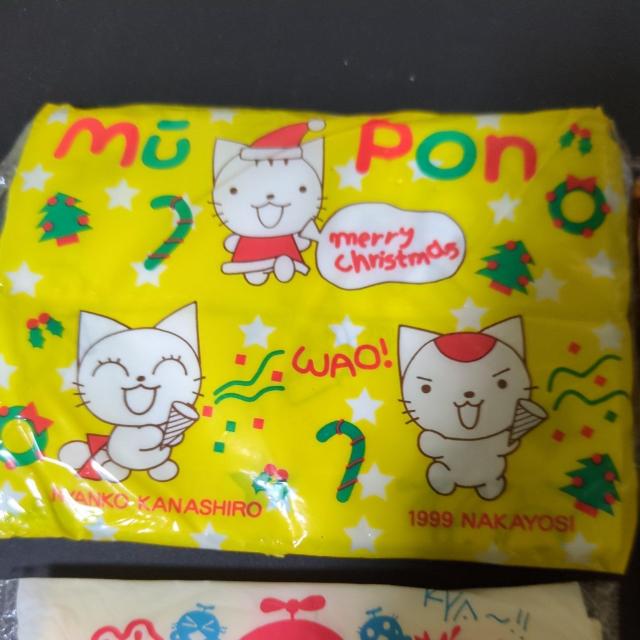 mū pon
merry
christmas
WAO!
NYANKO KANASHIRO
1999 NAKAYOSI